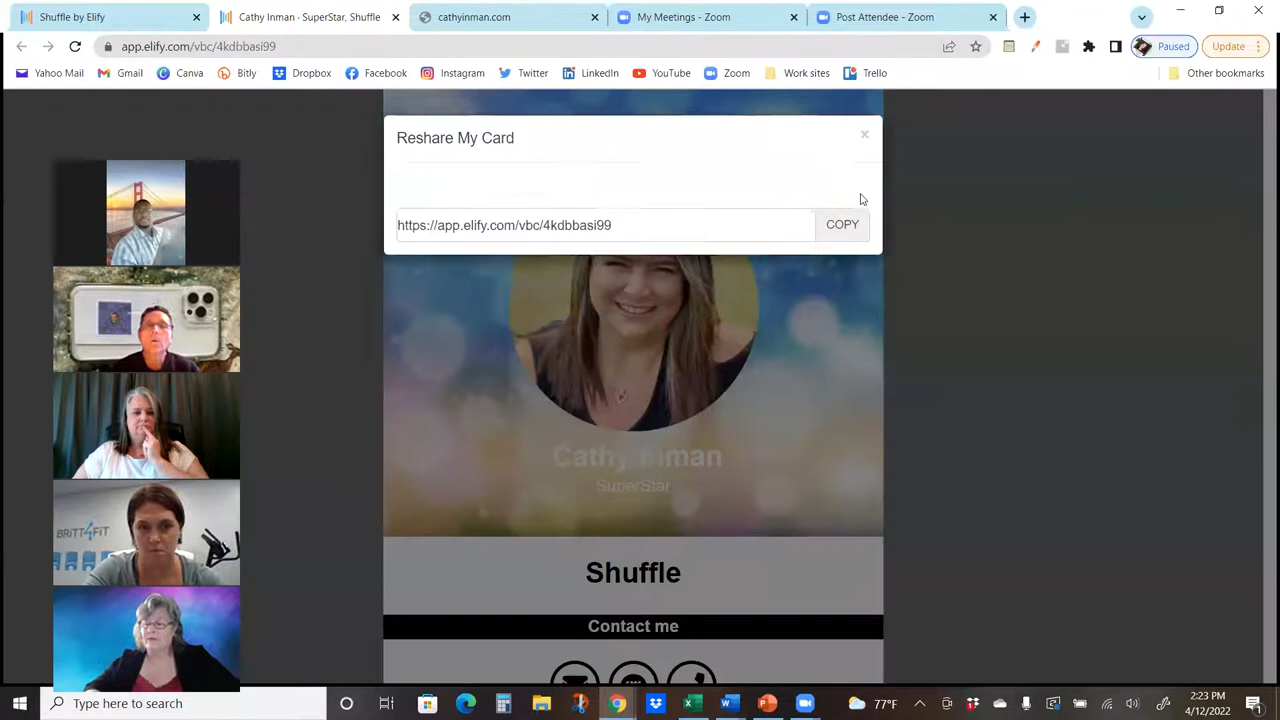 Shuffle by Elify
Cathy Inman - SuperStar, Shuffle
cathyinman.com
My Meetings - Zoom
Post Attendee - Zoom
app.elify.com/vbc/4kdbbasi99
Paused
Update
Yahoo Mail
Gmail
Canva
Bitly
Dropbox
Facebook
Instagram
Twitter
LinkedIn
YouTube
Zoom
Work sites
Trello
Other bookmarks
Reshare My Card
https://app.elify.com/vbc/4kdbbasi99
COPY
Cathy Inman
SuperStar
BRITT4FIT
Shuffle
Contact me
Type here to search
77°F
2:23 PM
4/12/2022